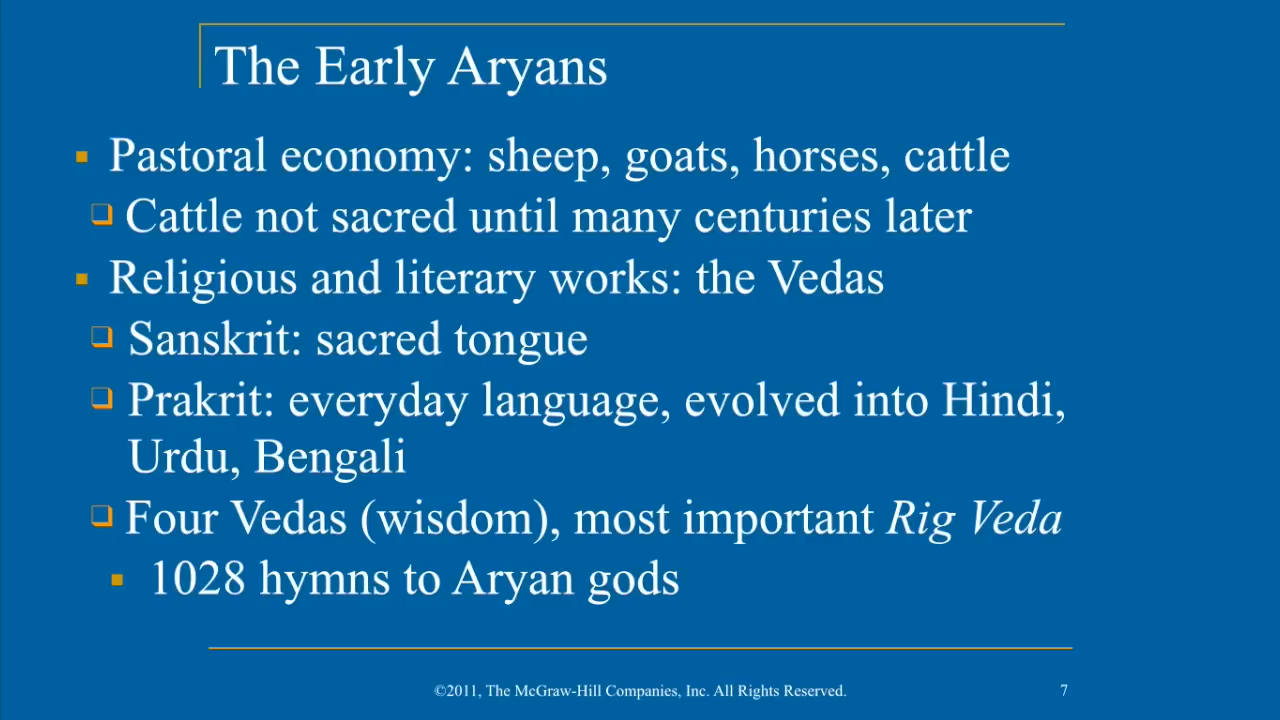 The Early Aryans
▪ Pastoral economy: sheep, goats, horses, cattle
❑ Cattle not sacred until many centuries later
▪ Religious and literary works: the Vedas
❑ Sanskrit: sacred tongue
❑ Prakrit: everyday language, evolved into Hindi,
Urdu, Bengali
❑ Four Vedas (wisdom), most important Rig Veda
▪ 1028 hymns to Aryan gods
©2011, The McGraw-Hill Companies, Inc. All Rights Reserved.
7